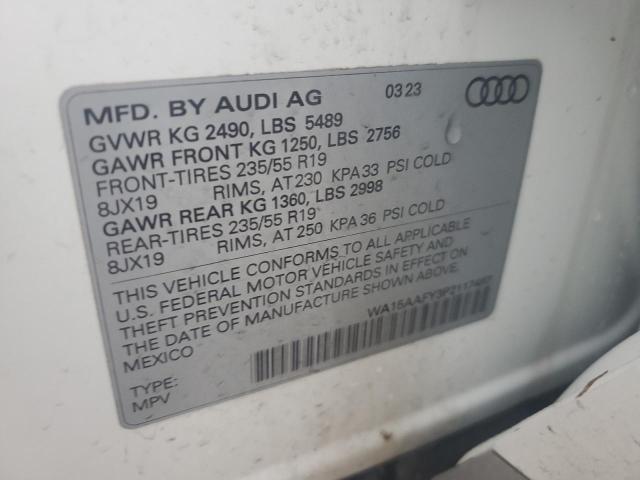 MFD. BY AUDI AG 03 23
GVWR KG 2490, LBS 5489
GAWR FRONT KG 1250, LBS 2756
FRONT-TIRES 235/55 R19
8JX19 RIMS, AT 230 KPA 33 PSI COLD
GAWR REAR KG 1360, LBS 2998
REAR-TIRES 235/55 R19
8JX19 RIMS, AT 250 KPA 36 PSI COLD
THIS VEHICLE CONFORMS TO ALL APPLICABLE
U.S. FEDERAL MOTOR VEHICLE SAFETY AND
THEFT PREVENTION STANDARDS IN EFFECT ON
THE DATE OF MANUFACTURE SHOWN ABOVE.
MEXICO
TYPE:
MPV